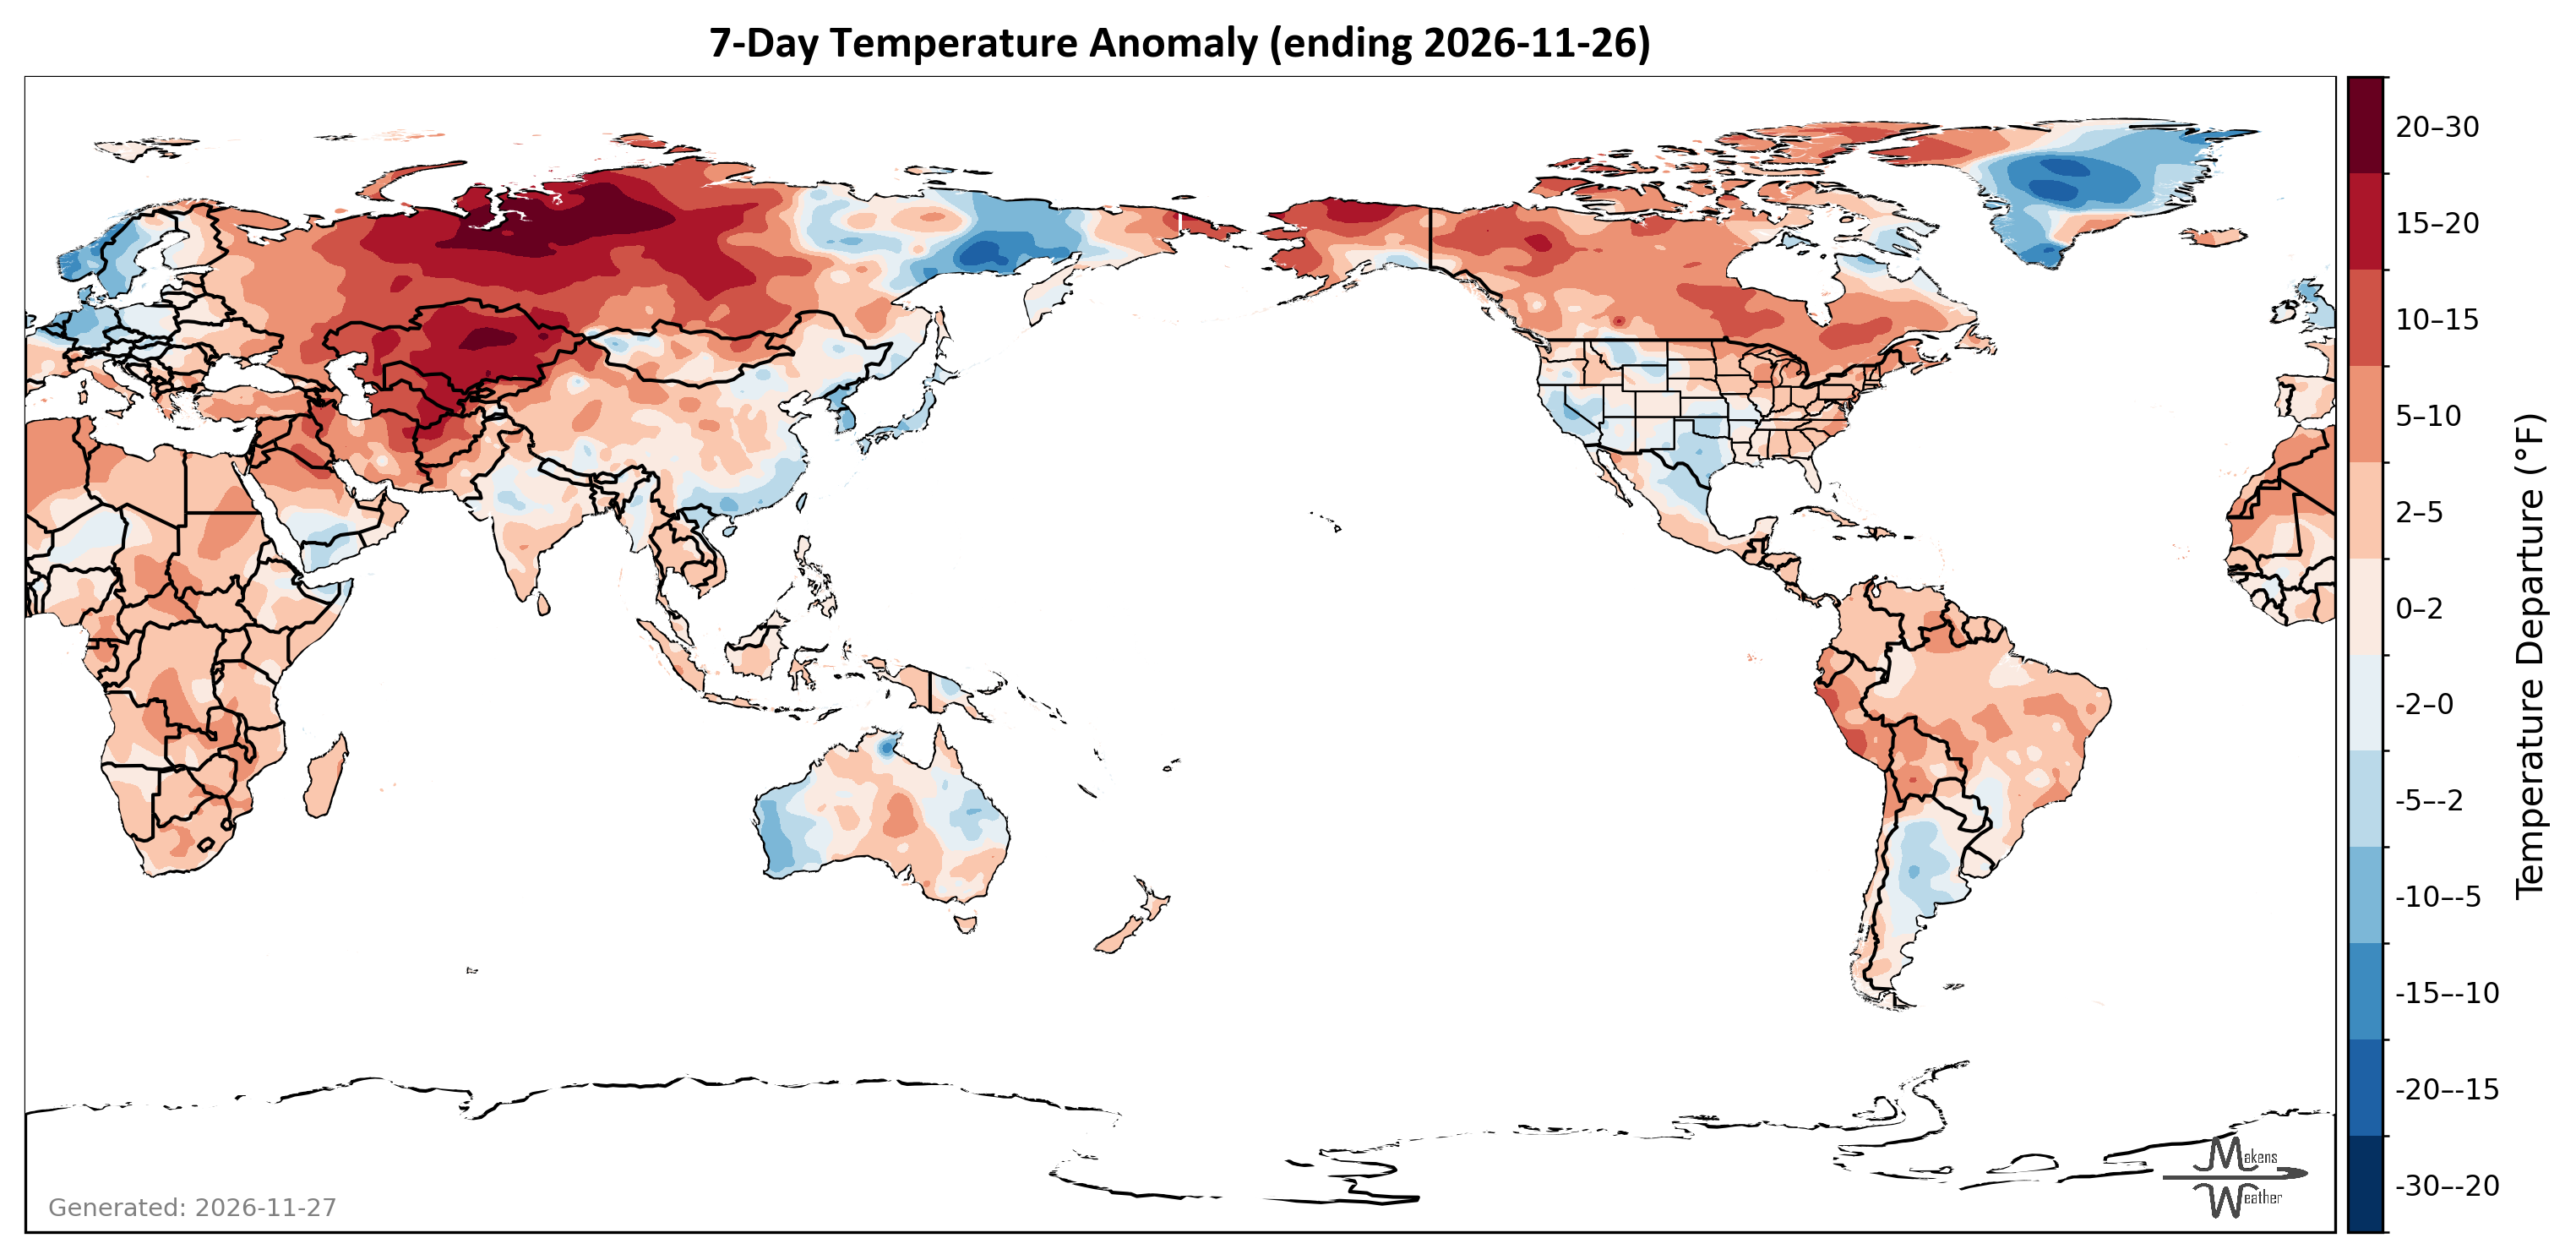 7-Day Temperature Anomaly (ending 2026-11-26)
20–30
15–20
10–15
5–10
2–5
0–2
-2–0
-5–-2
-10–-5
-15–-10
-20–-15
-30–-20
Temperature Departure (°F)
Generated: 2026-11-27
Makens
Weather